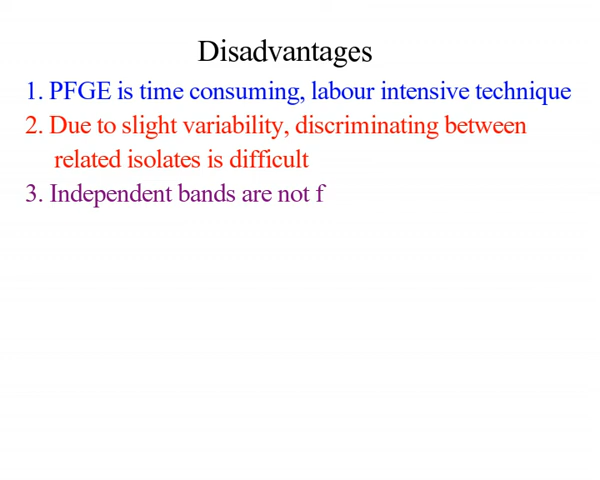 Disadvantages
1. PFGE is time consuming, labour intensive technique
2. Due to slight variability, discriminating between
related isolates is difficult
3. Independent bands are not f